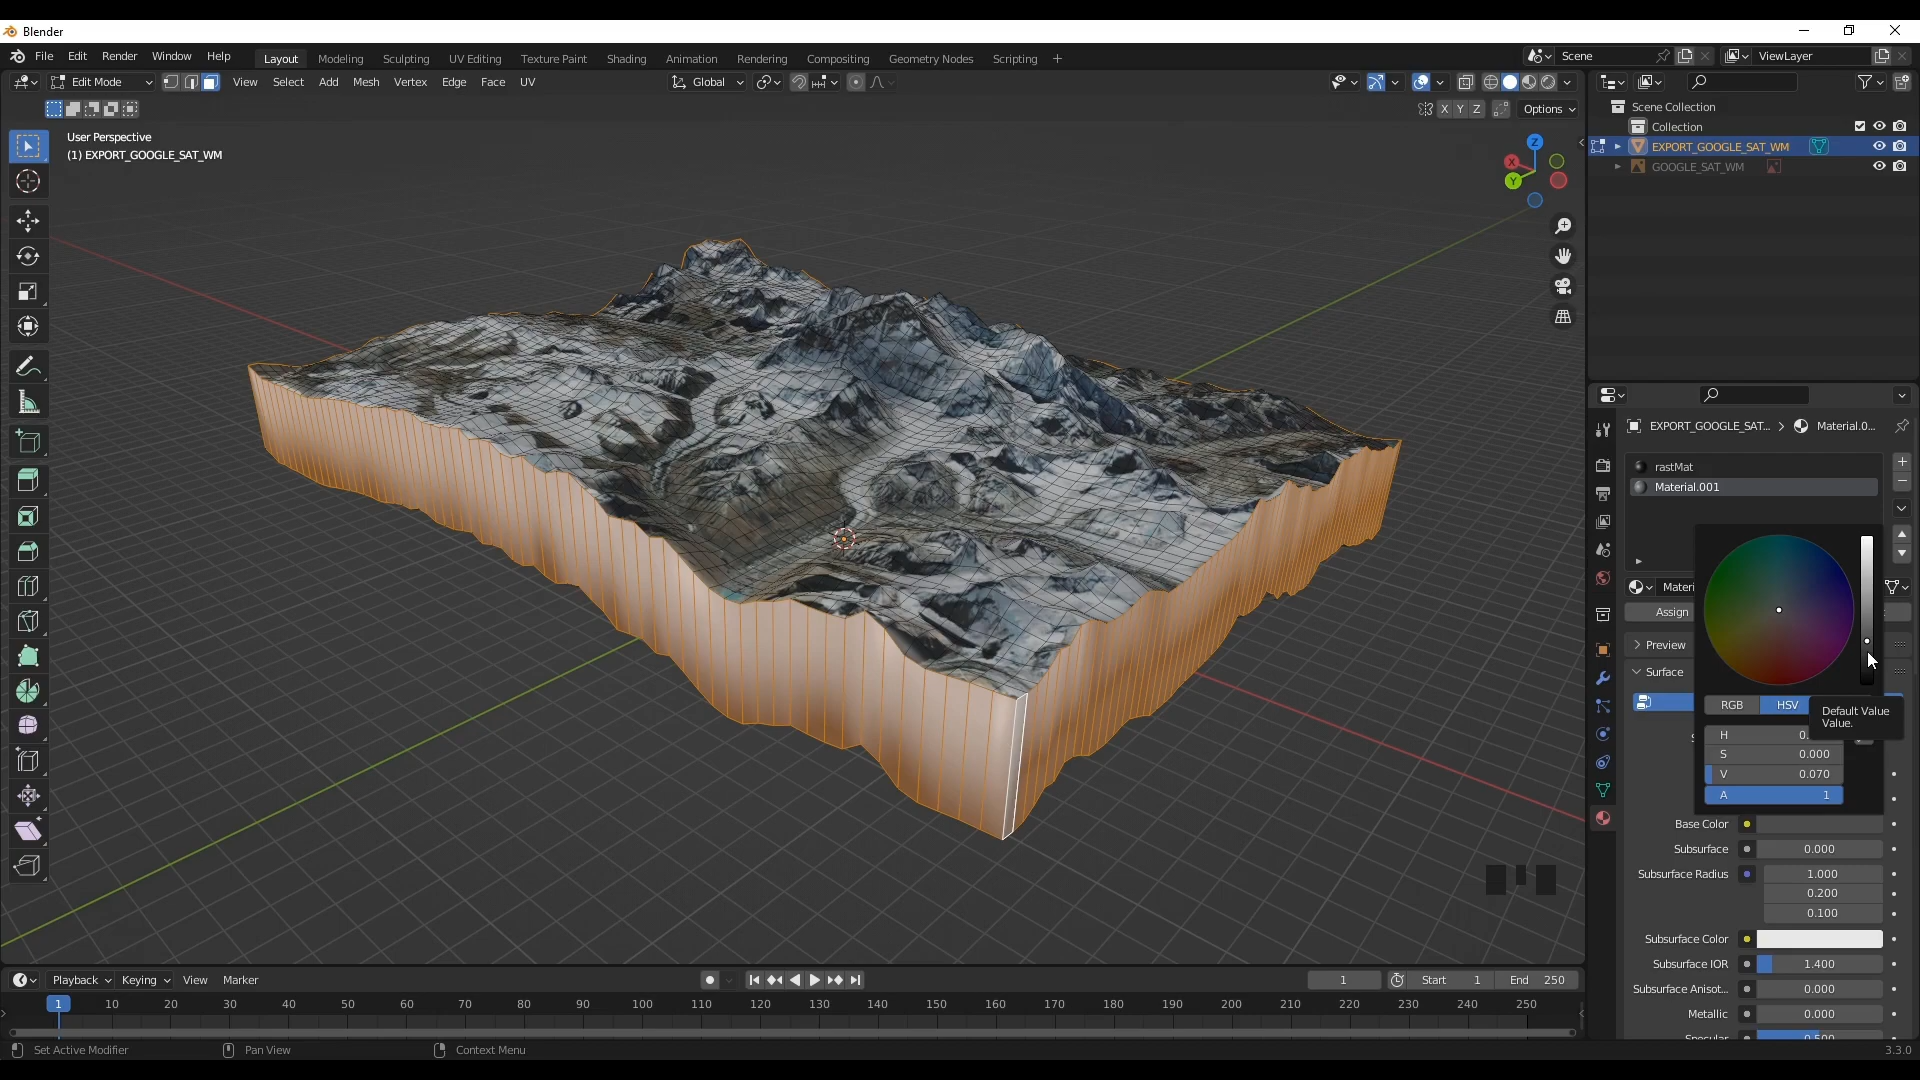 Blender
File Edit Render Window Help Layout Modeling Sculpting UV Editing Texture Paint Shading Animation Rendering Compositing Geometry Nodes Scripting + Scene ViewLayer
Edit Mode View Select Add Mesh Vertex Edge Face UV Global
X Y Z Options
User Perspective
(1) EXPORT_GOOGLE_SAT_WM
Z
X
Y
Scene Collection
Collection
EXPORT_GOOGLE_SAT_WM
GOOGLE_SAT_WM
EXPORT_GOOGLE_SAT... Material.0...
rastMat
Material.001
Materi
Assign
Preview
Surface
RGB HSV
Default Value
Value.
H 0.
S 0.000
V 0.070
A 1
Base Color
Subsurface 0.000
Subsurface Radius 1.000
0.200
0.100
Subsurface Color
Subsurface IOR 1.400
Subsurface Anisot... 0.000
Metallic 0.000
Specular 0.500
Playback Keying View Marker 1 Start 1 End 250
1 10 20 30 40 50 60 70 80 90 100 110 120 130 140 150 160 170 180 190 200 210 220 230 240 250
Set Active Modifier Pan View Context Menu 3.3.0